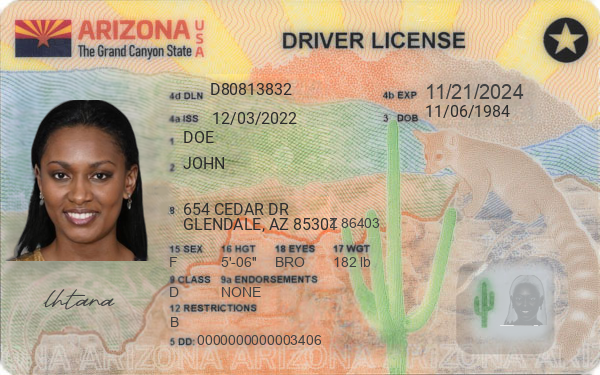 ARIZONA USA
The Grand Canyon State
DRIVER LICENSE
4d DLN D80813832
4b EXP 11/21/2024
4a ISS 12/03/2022
3 DOB 11/06/1984
1 DOE
2 JOHN
8 654 CEDAR DR
GLENDALE, AZ 85301 86403
15 SEX 16 HGT 18 EYES 17 WGT
F 5'-06" BRO 182 lb
9 CLASS 9a ENDORSEMENTS
D NONE
12 RESTRICTIONS
B
5 DD: 0000000000003406
ARIZONA ARIZONA ARIZONA ARIZONA